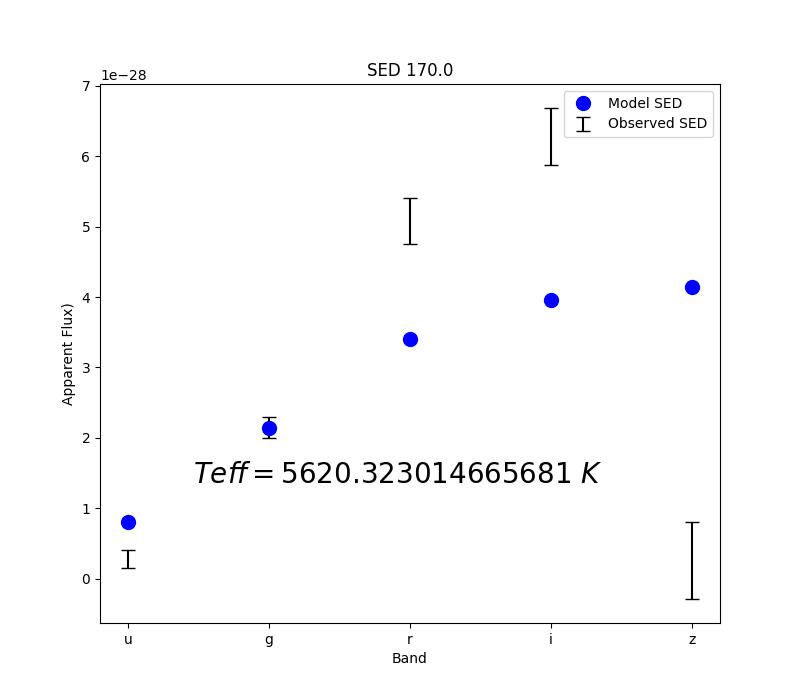 SED 170.0
1e−28
Model SED
Observed SED
7
6
5
4
3
2
1
0
Apparent Flux)
Teff = 5620.323014665681 K
u g r i z
Band